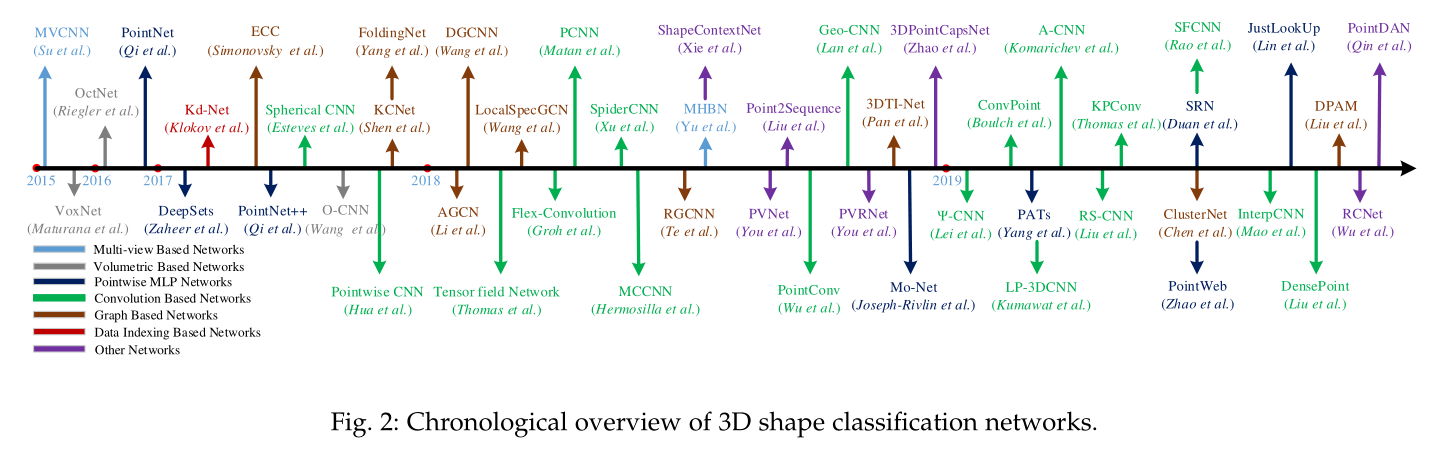 MVCNN
(Su et al.)
PointNet
(Qi et al.)
ECC
(Simonovsky et al.)
FoldingNet
(Yang et al.)
DGCNN
(Wang et al.)
PCNN
(Matan et al.)
ShapeContextNet
(Xie et al.)
Geo-CNN
(Lan et al.)
3DPointCapsNet
(Zhao et al.)
A-CNN
(Komarichev et al.)
SFCNN
(Rao et al.)
JustLookUp
(Lin et al.)
PointDAN
(Qin et al.)
OctNet
(Riegler et al.)
Kd-Net
(Klokov et al.)
Spherical CNN
(Esteves et al.)
KCNet
(Shen et al.)
LocalSpecGCN
(Wang et al.)
SpiderCNN
(Xu et al.)
MHBN
(Yu et al.)
Point2Sequence
(Liu et al.)
3DTI-Net
(Pan et al.)
ConvPoint
(Boulch et al.)
KPConv
(Thomas et al.)
SRN
(Duan et al.)
DPAM
(Liu et al.)
2015
2016
2017
2018
2019
VoxNet
(Maturana et al.)
DeepSets
(Zaheer et al.)
PointNet++
(Qi et al.)
O-CNN
(Wang et al.)
AGCN
(Li et al.)
Flex-Convolution
(Groh et al.)
RGCNN
(Te et al.)
PVNet
(You et al.)
PVRNet
(You et al.)
Ψ-CNN
(Lei et al.)
PATs
(Yang et al.)
RS-CNN
(Liu et al.)
ClusterNet
(Chen et al.)
InterpCNN
(Mao et al.)
RCNet
(Wu et al.)
Pointwise CNN
(Hua et al.)
Tensor field Network
(Thomas et al.)
MCCNN
(Hermosilla et al.)
PointConv
(Wu et al.)
Mo-Net
(Joseph-Rivlin et al.)
LP-3DCNN
(Kumawat et al.)
PointWeb
(Zhao et al.)
DensePoint
(Liu et al.)
Multi-view Based Networks
Volumetric Based Networks
Pointwise MLP Networks
Convolution Based Networks
Graph Based Networks
Data Indexing Based Networks
Other Networks
Fig. 2: Chronological overview of 3D shape classification networks.